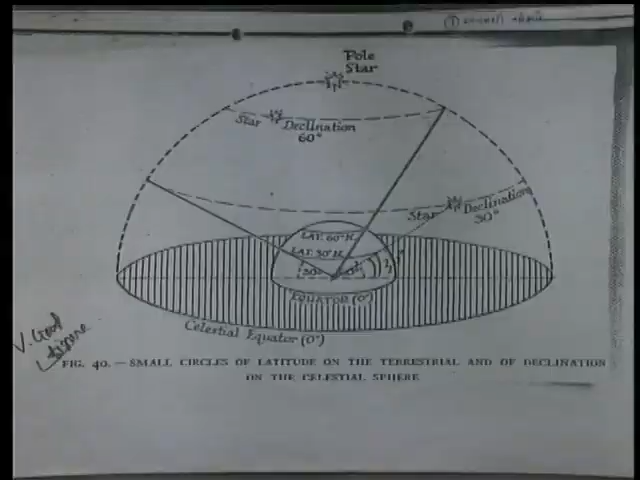 Pole
Star
Star Declination
60°
Star Declination
30°
LAT. 60° N.
LAT. 30° N.
30°
EQUATOR (0°)
Celestial Equator (0°)
V. Good
FIG. 40.—SMALL CIRCLES OF LATITUDE ON THE TERRESTRIAL AND OF DECLINATION
ON THE CELESTIAL SPHERE